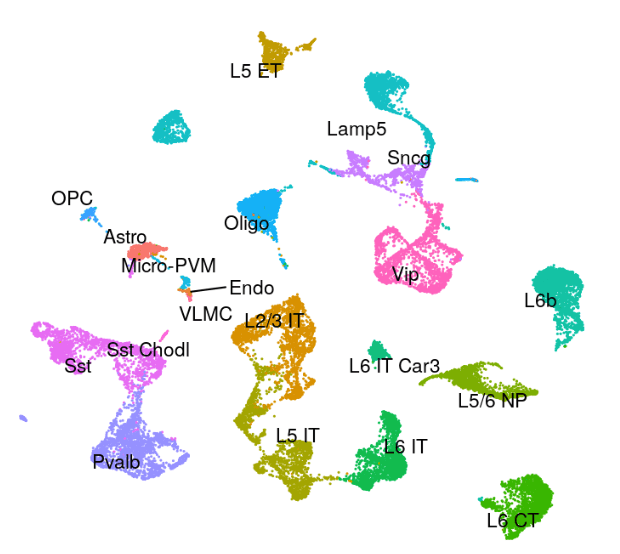 L5 ET
Lamp5
Sncg
OPC
Oligo
Astro
Micro-PVM
Vip
Endo
L6b
VLMC
L2/3 IT
Sst Chodl
Sst
L6 IT Car3
L5/6 NP
L5 IT
L6 IT
Pvalb
L6 CT